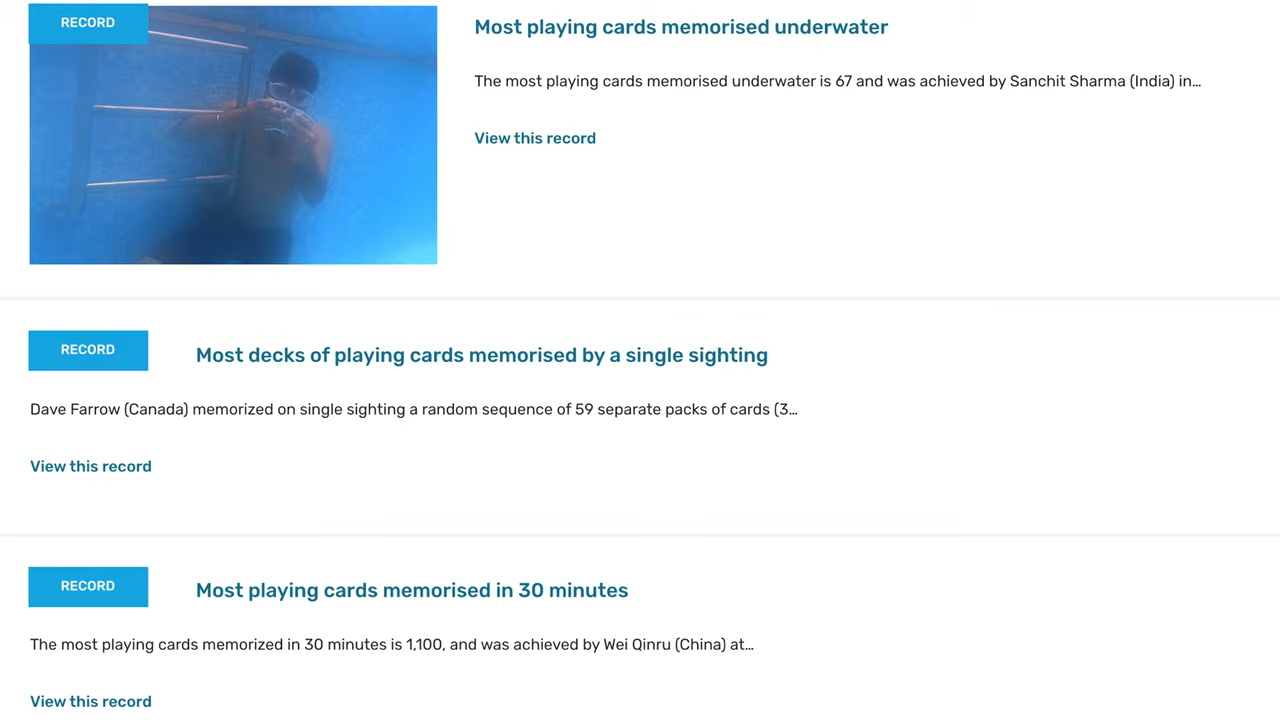 RECORD
Most playing cards memorised underwater
The most playing cards memorised underwater is 67 and was achieved by Sanchit Sharma (India) in…
View this record
RECORD
Most decks of playing cards memorised by a single sighting
Dave Farrow (Canada) memorized on single sighting a random sequence of 59 separate packs of cards (3…
View this record
RECORD
Most playing cards memorised in 30 minutes
The most playing cards memorized in 30 minutes is 1,100, and was achieved by Wei Qinru (China) at…
View this record